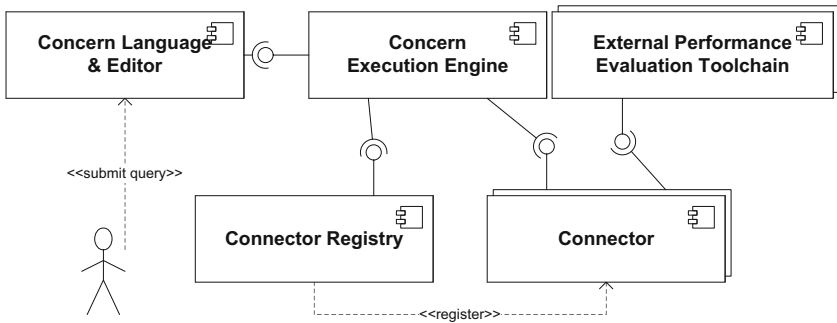 Concern Language
& Editor
Concern
Execution Engine
External Performance
Evaluation Toolchain
<<submit query>>
Connector Registry
Connector
<<register>>